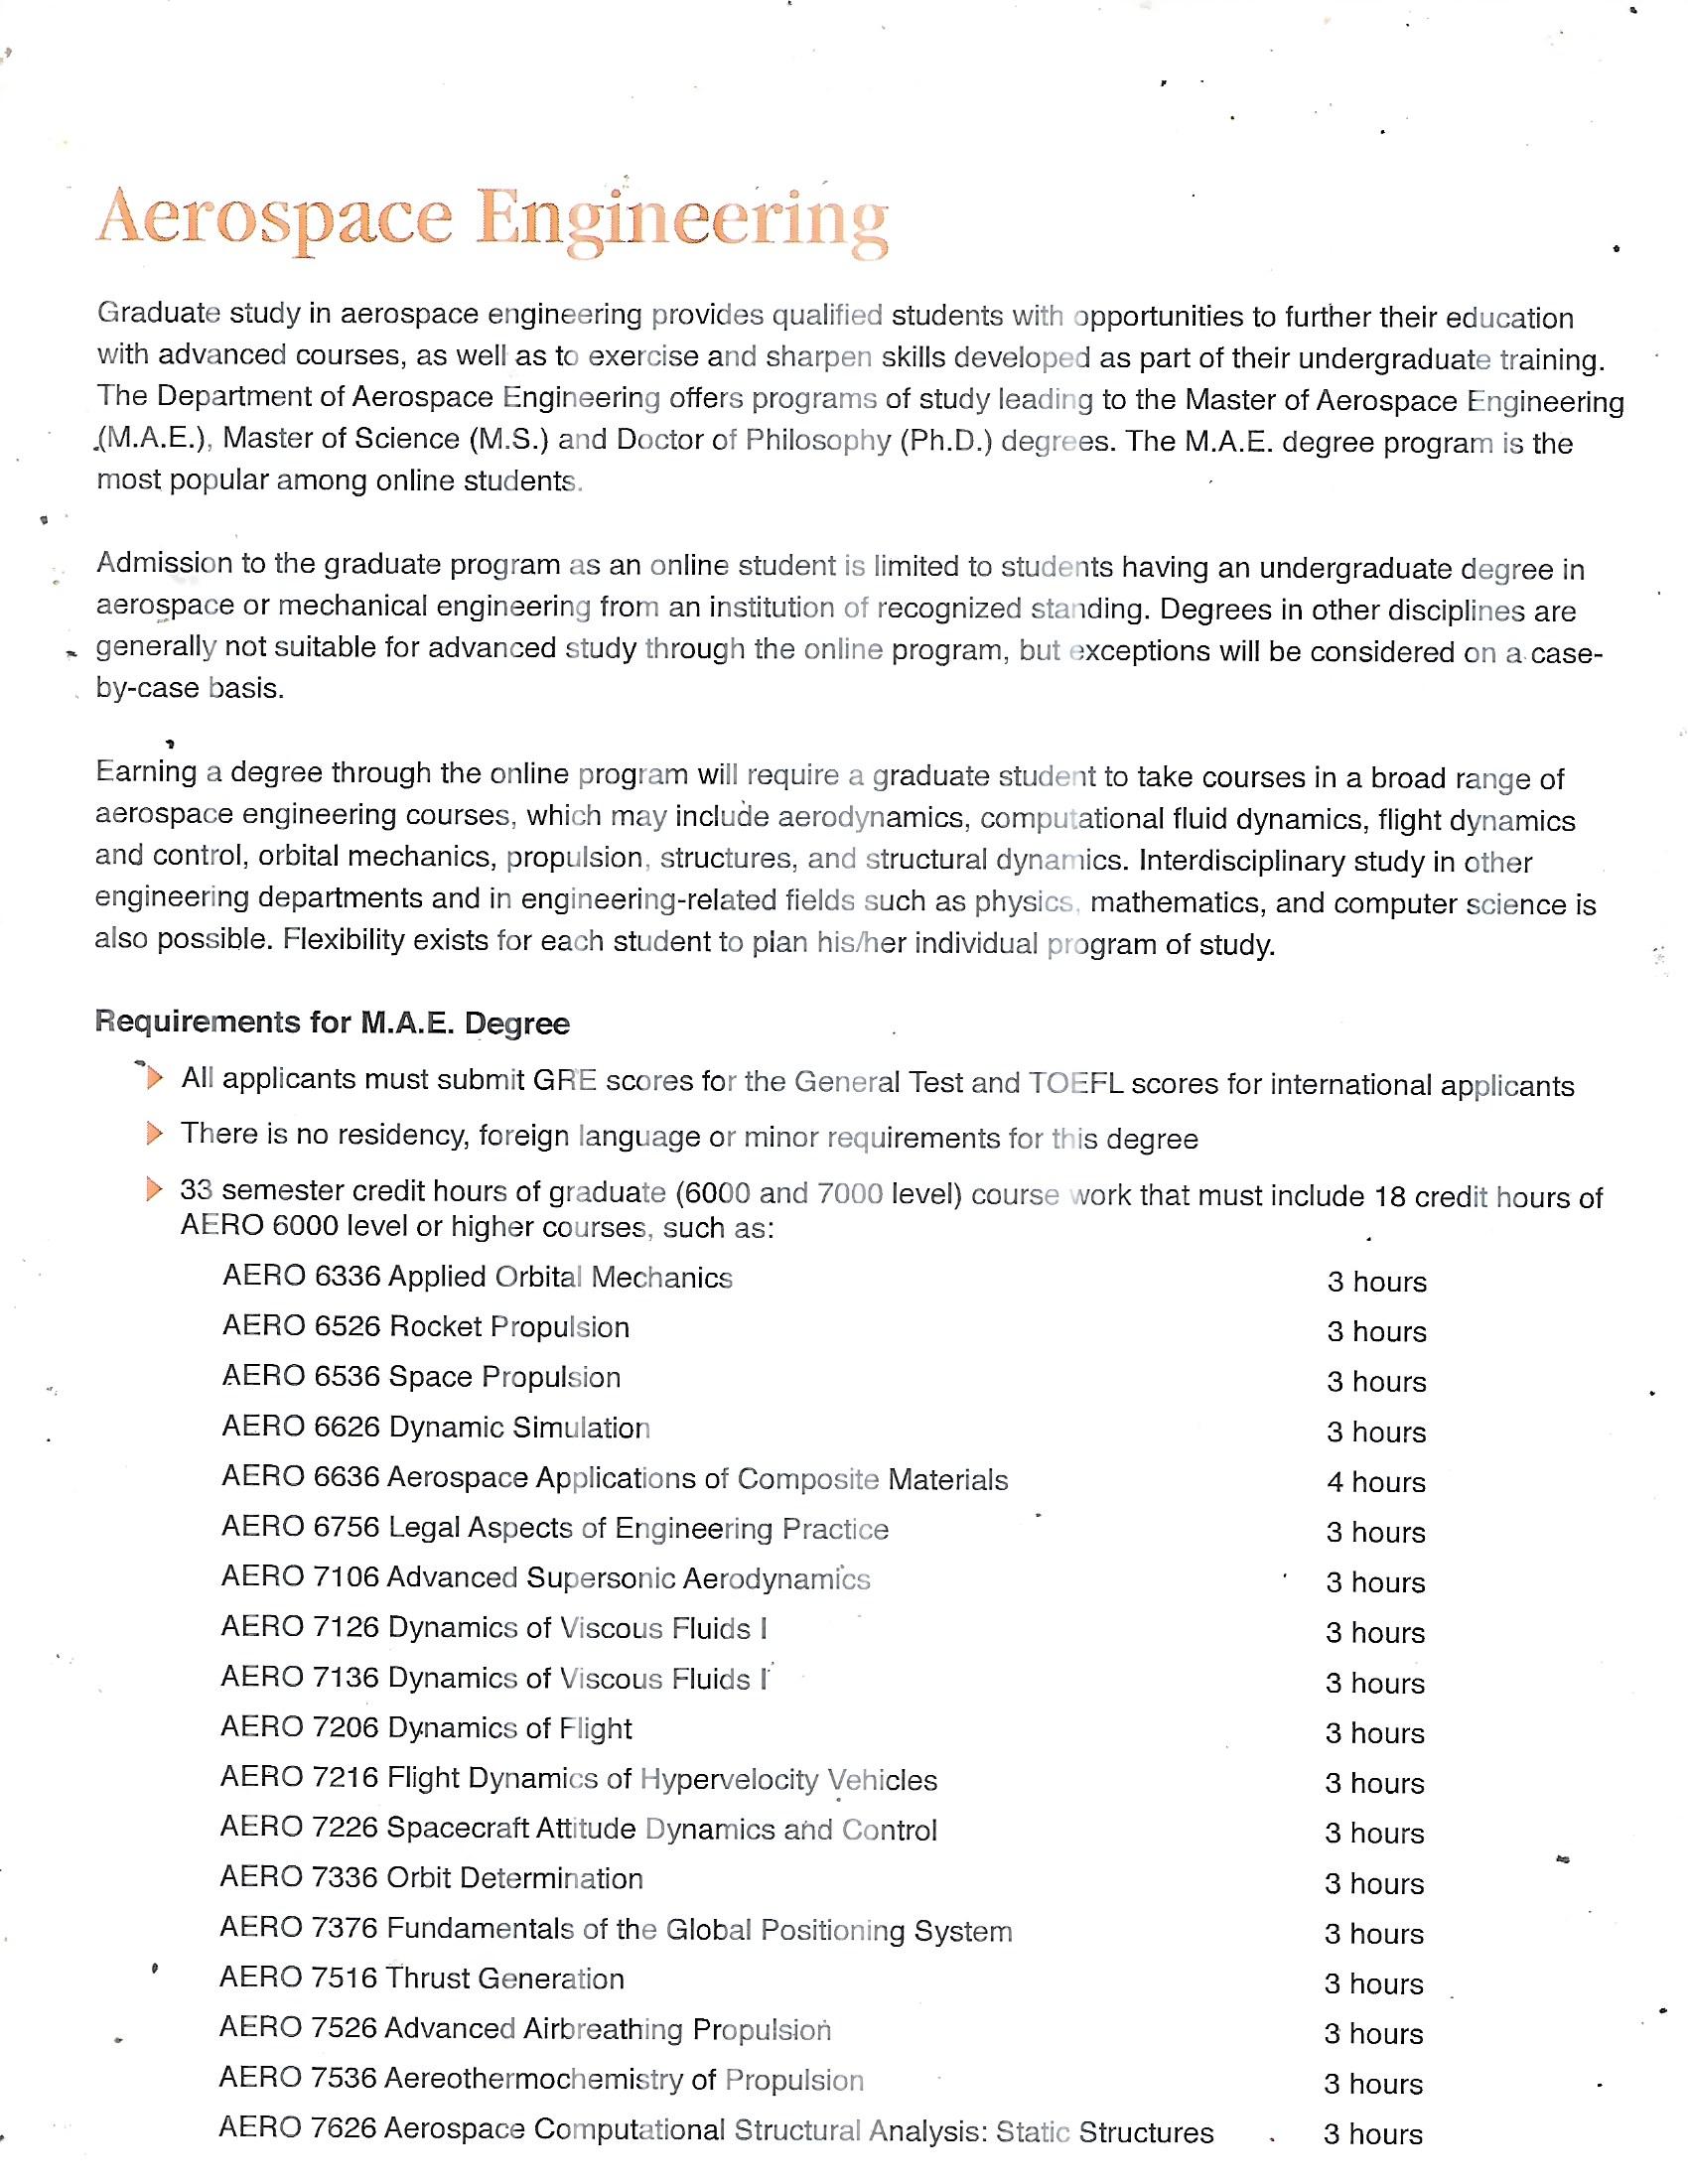 Aerospace Engineering
Graduate study in aerospace engineering provides qualified students with opportunities to further their education
with advanced courses, as well as to exercise and sharpen skills developed as part of their undergraduate training.
The Department of Aerospace Engineering offers programs of study leading to the Master of Aerospace Engineering
(M.A.E.), Master of Science (M.S.) and Doctor of Philosophy (Ph.D.) degrees. The M.A.E. degree program is the
most popular among online students.
Admission to the graduate program as an online student is limited to students having an undergraduate degree in
aerospace or mechanical engineering from an institution of recognized standing. Degrees in other disciplines are
generally not suitable for advanced study through the online program, but exceptions will be considered on a case-
by-case basis.
Earning a degree through the online program will require a graduate student to take courses in a broad range of
aerospace engineering courses, which may include aerodynamics, computational fluid dynamics, flight dynamics
and control, orbital mechanics, propulsion, structures, and structural dynamics. Interdisciplinary study in other
engineering departments and in engineering-related fields such as physics, mathematics, and computer science is
also possible. Flexibility exists for each student to plan his/her individual program of study.
Requirements for M.A.E. Degree
All applicants must submit GRE scores for the General Test and TOEFL scores for international applicants
There is no residency, foreign language or minor requirements for this degree
33 semester credit hours of graduate (6000 and 7000 level) course work that must include 18 credit hours of
AERO 6000 level or higher courses, such as:
AERO 6336 Applied Orbital Mechanics 3 hours
AERO 6526 Rocket Propulsion 3 hours
AERO 6536 Space Propulsion 3 hours
AERO 6626 Dynamic Simulation 3 hours
AERO 6636 Aerospace Applications of Composite Materials 4 hours
AERO 6756 Legal Aspects of Engineering Practice 3 hours
AERO 7106 Advanced Supersonic Aerodynamics 3 hours
AERO 7126 Dynamics of Viscous Fluids I 3 hours
AERO 7136 Dynamics of Viscous Fluids I 3 hours
AERO 7206 Dynamics of Flight 3 hours
AERO 7216 Flight Dynamics of Hypervelocity Vehicles 3 hours
AERO 7226 Spacecraft Attitude Dynamics and Control 3 hours
AERO 7336 Orbit Determination 3 hours
AERO 7376 Fundamentals of the Global Positioning System 3 hours
AERO 7516 Thrust Generation 3 hours
AERO 7526 Advanced Airbreathing Propulsion 3 hours
AERO 7536 Aereothermochemistry of Propulsion 3 hours
AERO 7626 Aerospace Computational Structural Analysis: Static Structures 3 hours